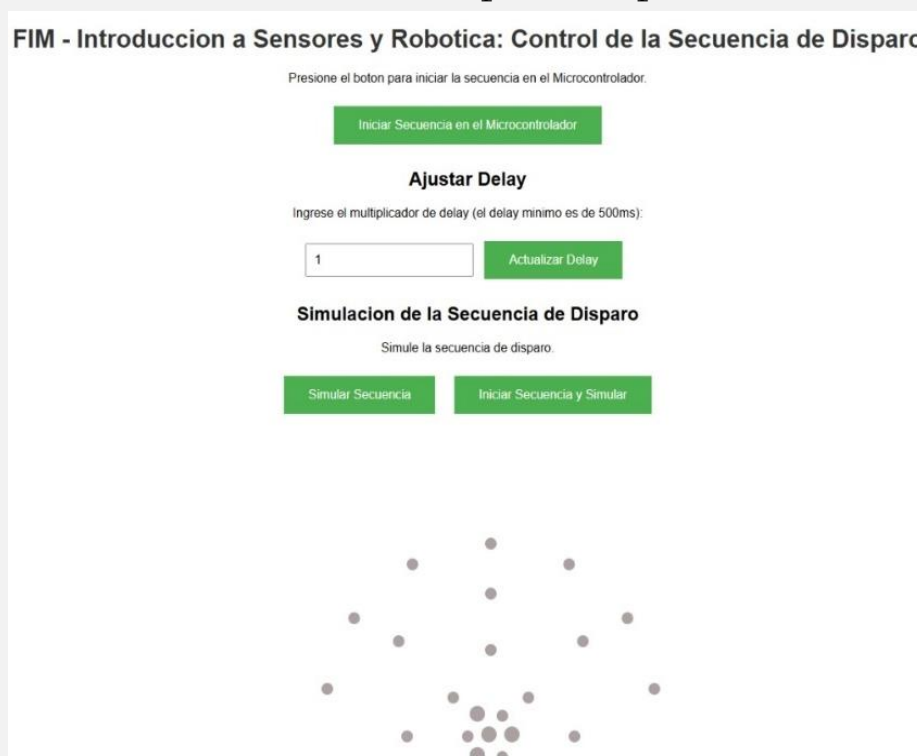 FIM - Introduccion a Sensores y Robotica: Control de la Secuencia de Disparo
Presione el boton para iniciar la secuencia en el Microcontrolador.
Iniciar Secuencia en el Microcontrolador
Ajustar Delay
Ingrese el multiplicador de delay (el delay minimo es de 500ms):
1
Actualizar Delay
Simulacion de la Secuencia de Disparo
Simule la secuencia de disparo.
Simular Secuencia
Iniciar Secuencia y Simular